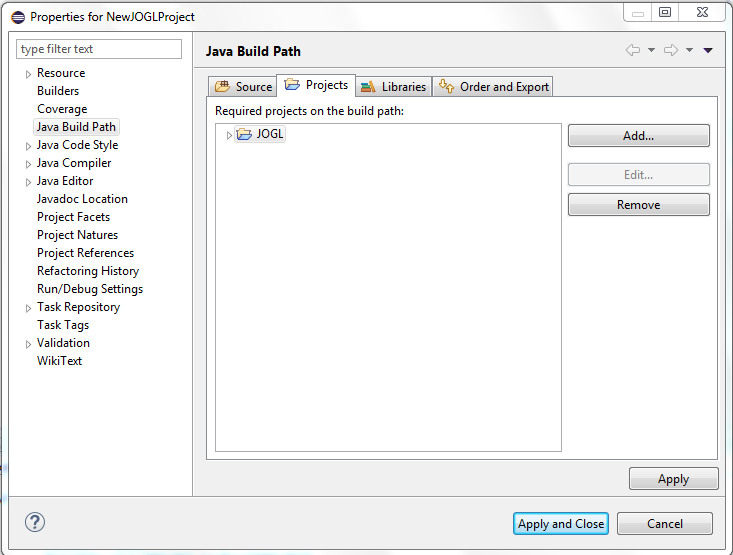 Properties for NewJOGLProject
type filter text
Resource
Builders
Coverage
Java Build Path
Java Code Style
Java Compiler
Java Editor
Javadoc Location
Project Facets
Project Natures
Project References
Refactoring History
Run/Debug Settings
Task Repository
Task Tags
Validation
WikiText
Java Build Path
Source Projects Libraries Order and Export
Required projects on the build path:
JOGL
Add...
Edit...
Remove
Apply
? Apply and Close Cancel